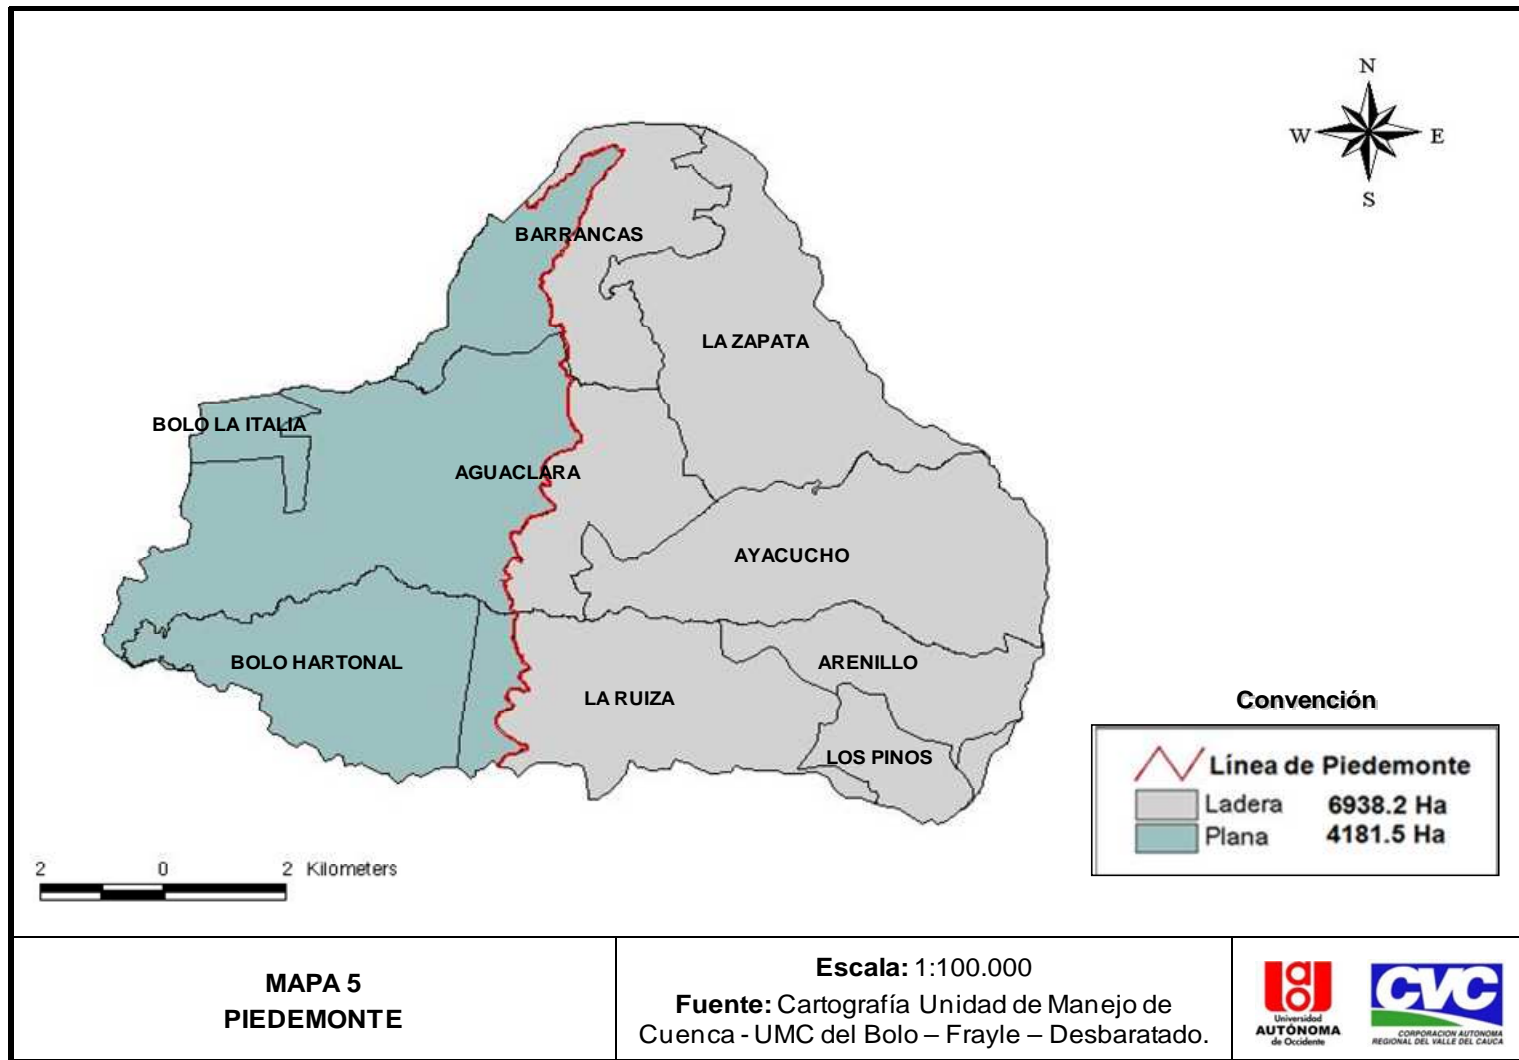 N
W
E
S
BARRANCAS
LA ZAPATA
BOLO LA ITALIA
AGUACLARA
AYACUCHO
BOLO HARTONAL
ARENILLO
LA RUIZA
LOS PINOS
Convención
Línea de Piedemonte
Ladera 6938.2 Ha
Plana 4181.5 Ha
2 0 2 Kilometers
MAPA 5
PIEDEMONTE
Escala: 1:100.000
Fuente: Cartografía Unidad de Manejo de
Cuenca - UMC del Bolo – Frayle – Desbaratado.
Universidad
AUTÓNOMA
de Occidente
CVC
CORPORACION AUTONOMA
REGIONAL DEL VALLE DEL CAUCA